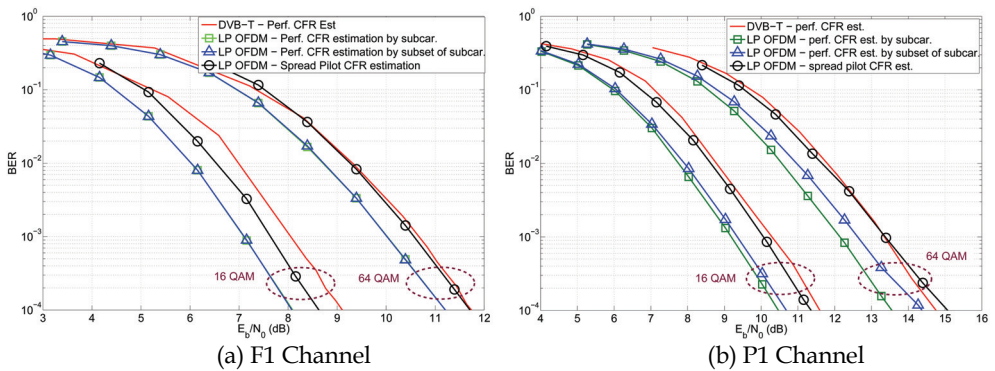 DVB-T - Perf. CFR Est
LP OFDM - Perf. CFR estimation by subcar.
LP OFDM - Perf. CFR estimation by subset of subcar.
LP OFDM - Spread Pilot CFR estimation
10⁰
10⁻¹
10⁻²
10⁻³
10⁻⁴
BER
16 QAM
64 QAM
3 4 5 6 7 8 9 10 11 12
E_b/N_0 (dB)
(a) F1 Channel
DVB-T - perf. CFR est.
LP OFDM - perf. CFR est. by subcar.
LP OFDM - perf. CFR est. by subset of subcar.
LP OFDM - spread pilot CFR est.
10⁰
10⁻¹
10⁻²
10⁻³
10⁻⁴
BER
16 QAM
64 QAM
4 5 6 7 8 9 10 11 12 13 14 15 16
E_b/N_0 (dB)
(b) P1 Channel